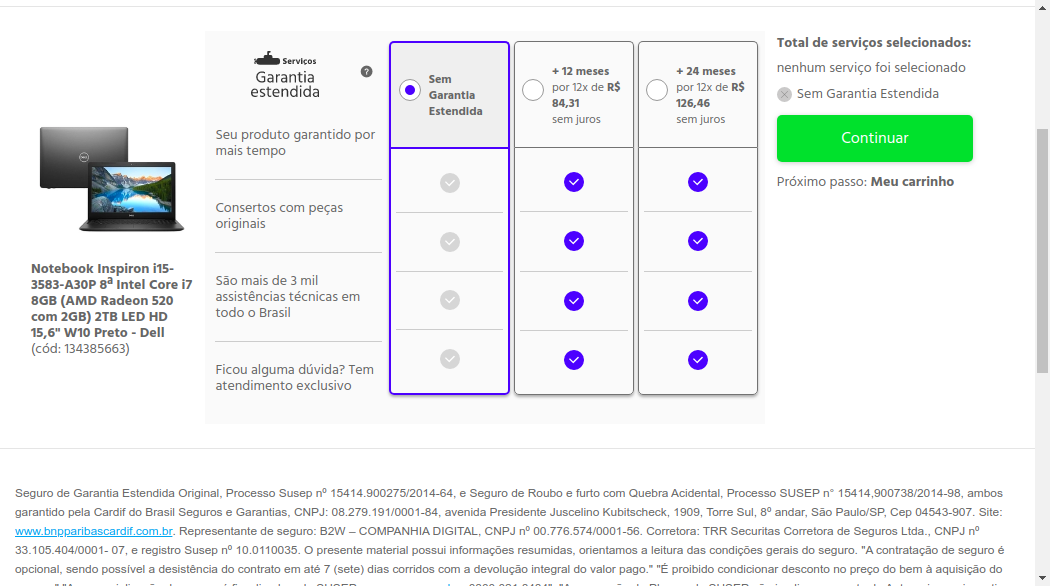 Serviços
Garantia
estendida
?
Seu produto garantido por
mais tempo
Consertos com peças
originais
São mais de 3 mil
assistências técnicas em
todo o Brasil
Ficou alguma dúvida? Tem
atendimento exclusivo
Sem
Garantia
Estendida
+ 12 meses
por 12x de R$
84,31
sem juros
+ 24 meses
por 12x de R$
126,46
sem juros
Notebook Inspiron i15-
3583-A30P 8ª Intel Core i7
8GB (AMD Radeon 520
com 2GB) 2TB LED HD
15,6" W10 Preto - Dell
(cód: 134385663)
Total de serviços selecionados:
nenhum serviço foi selecionado
Sem Garantia Estendida
Continuar
Próximo passo: Meu carrinho
Seguro de Garantia Estendida Original, Processo Susep nº 15414.900275/2014-64, e Seguro de Roubo e furto com Quebra Acidental, Processo SUSEP n° 15414,900738/2014-98, ambos
garantido pela Cardif do Brasil Seguros e Garantias, CNPJ: 08.279.191/0001-84, avenida Presidente Juscelino Kubitscheck, 1909, Torre Sul, 8º andar, São Paulo/SP, Cep 04543-907. Site:
www.bnpparibascardif.com.br. Representante de seguro: B2W – COMPANHIA DIGITAL, CNPJ nº 00.776.574/0001-56. Corretora: TRR Securitas Corretora de Seguros Ltda., CNPJ nº
33.105.404/0001- 07, e registro Susep nº 10.0110035. O presente material possui informações resumidas, orientamos a leitura das condições gerais do seguro. "A contratação de seguro é
opcional, sendo possível a desistência do contrato em até 7 (sete) dias corridos com a devolução integral do valor pago." "É proibido condicionar desconto no preço do bem à aquisição do